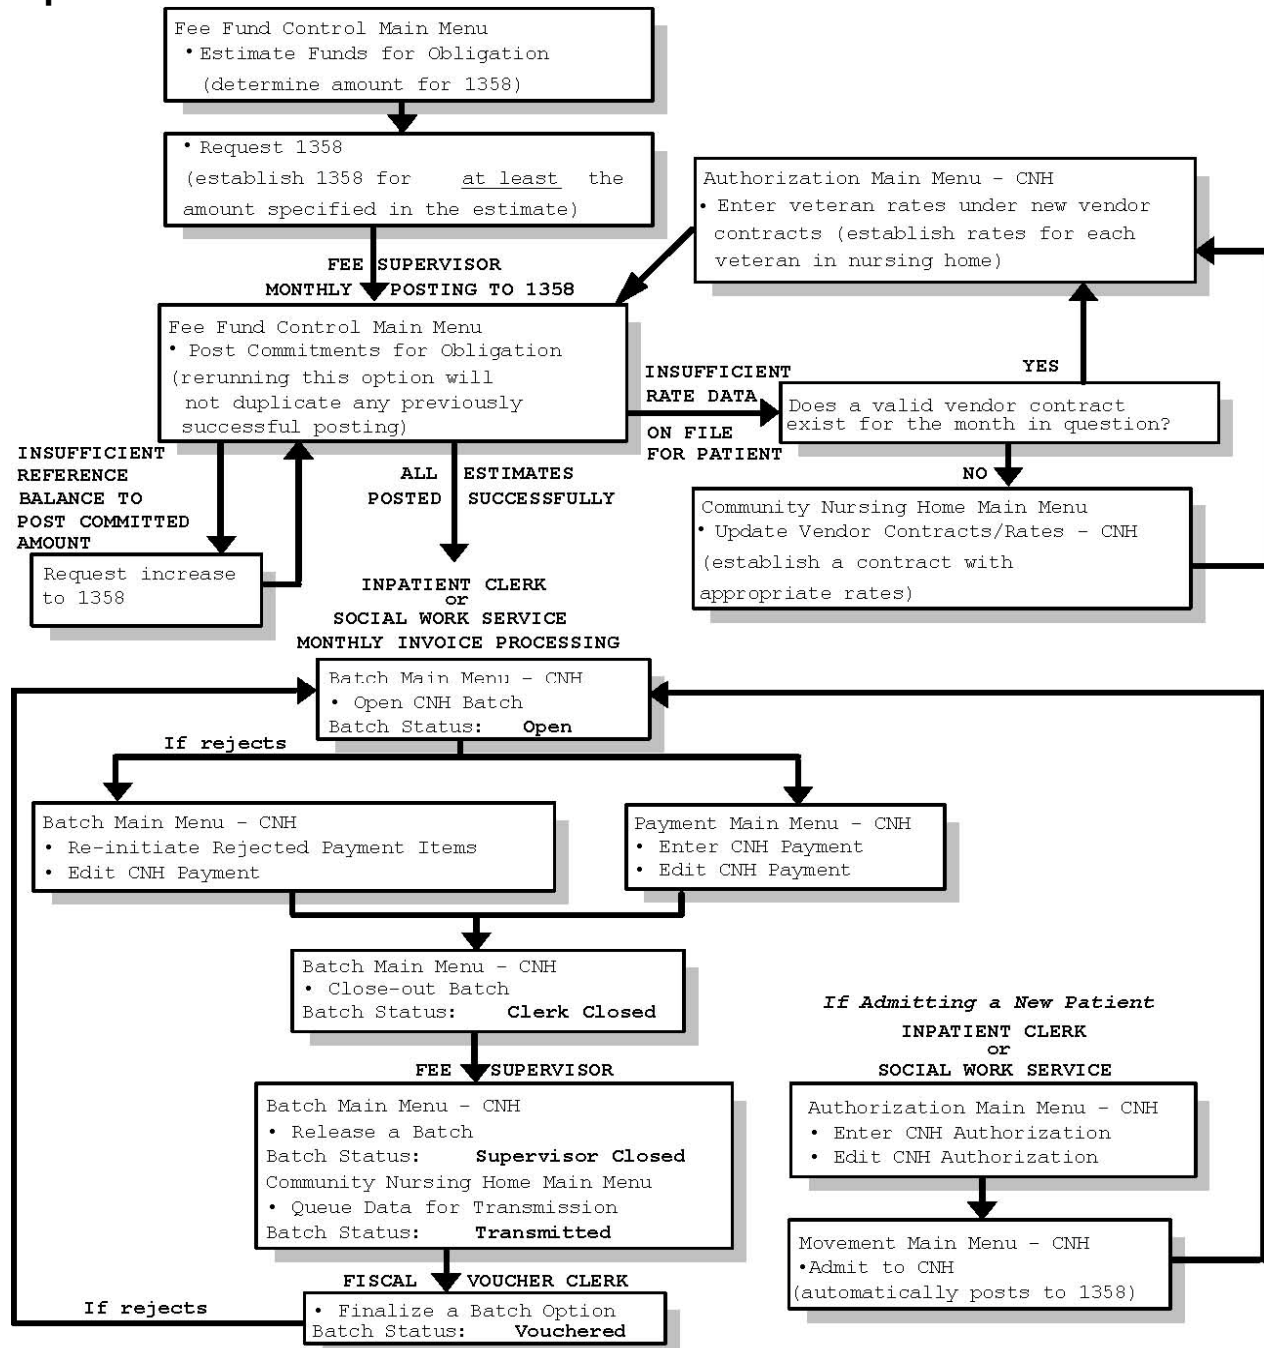 Fee Fund Control Main Menu
• Estimate Funds for Obligation
(determine amount for 1358)
• Request 1358
(establish 1358 for at least the
amount specified in the estimate)
FEE SUPERVISOR
MONTHLY POSTING TO 1358
Authorization Main Menu – CNH
• Enter veteran rates under new vendor
contracts (establish rates for each
veteran in nursing home)
Fee Fund Control Main Menu
• Post Commitments for Obligation
(rerunning this option will
not duplicate any previously
successful posting)
INSUFFICIENT
RATE DATA
ON FILE
FOR PATIENT
YES
Does a valid vendor contract
exist for the month in question?
NO
Community Nursing Home Main Menu
• Update Vendor Contracts/Rates – CNH
(establish a contract with
appropriate rates)
INSUFFICIENT
REFERENCE
BALANCE TO
POST COMMITTED
AMOUNT
Request increase
to 1358
ALL ESTIMATES
POSTED SUCCESSFULLY
INPATIENT CLERK
or
SOCIAL WORK SERVICE
MONTHLY INVOICE PROCESSING
Batch Main Menu – CNH
• Open CNH Batch
Batch Status: Open
If rejects
Batch Main Menu – CNH
• Re-initiate Rejected Payment Items
• Edit CNH Payment
Payment Main Menu – CNH
• Enter CNH Payment
• Edit CNH Payment
Batch Main Menu – CNH
• Close-out Batch
Batch Status: Clerk Closed
FEE SUPERVISOR
Batch Main Menu – CNH
• Release a Batch
Batch Status: Supervisor Closed
Community Nursing Home Main Menu
• Queue Data for Transmission
Batch Status: Transmitted
FISCAL VOUCHER CLERK
If rejects
• Finalize a Batch Option
Batch Status: Vouchered
If Admitting a New Patient
INPATIENT CLERK
or
SOCIAL WORK SERVICE
Authorization Main Menu – CNH
• Enter CNH Authorization
• Edit CNH Authorization
Movement Main Menu – CNH
• Admit to CNH
(automatically posts to 1358)